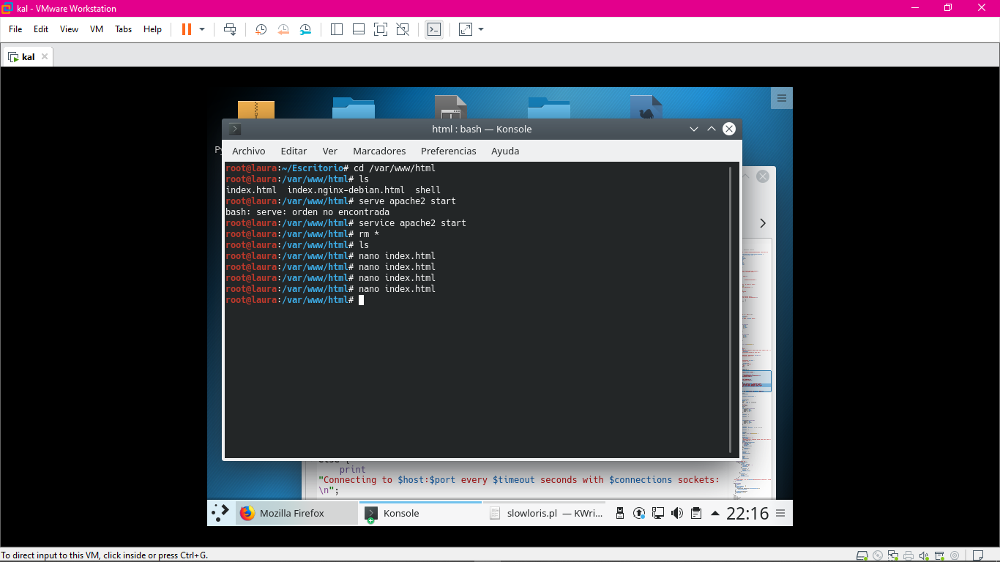 kal - VMware Workstation
File Edit View VM Tabs Help
kal
Py
html : bash — Konsole
Archivo Editar Ver Marcadores Preferencias Ayuda
root@laura:~/Escritorio# cd /var/www/html
root@laura:/var/www/html# ls
index.html  index.nginx-debian.html  shell
root@laura:/var/www/html# serve apache2 start
bash: serve: orden no encontrada
root@laura:/var/www/html# service apache2 start
root@laura:/var/www/html# rm *
root@laura:/var/www/html# ls
root@laura:/var/www/html# nano index.html
root@laura:/var/www/html# nano index.html
root@laura:/var/www/html# nano index.html
root@laura:/var/www/html# nano index.html
root@laura:/var/www/html#
else {
print
"Connecting to $host:$port every $timeout seconds with $connections sockets:
\n";
Mozilla Firefox Konsole slowloris.pl — KWri... 22:16
To direct input to this VM, click inside or press Ctrl+G.